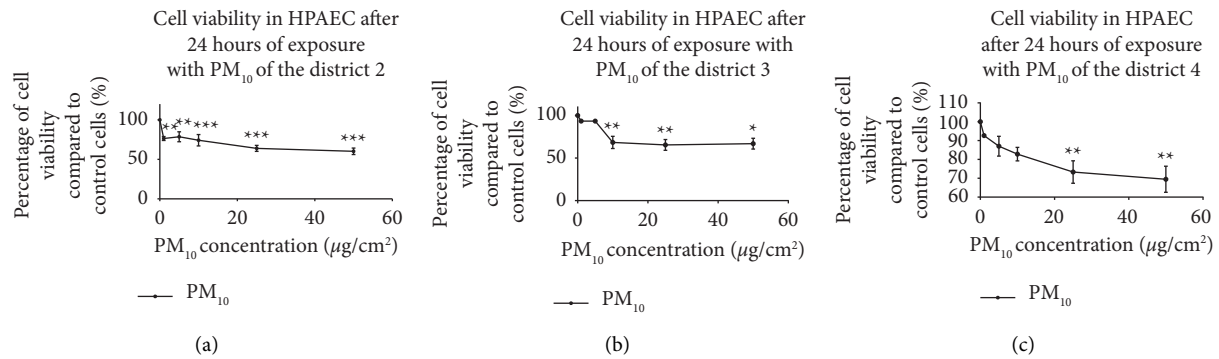 Cell viability in HPAEC after
24 hours of exposure
with PM₁₀ of the district 2
Percentage of cell
viability
compared to
control cells (%)
100
50
0
** ** *** *** ***
0 20 40 60
PM₁₀ concentration (μg/cm²)
PM₁₀
(a)
Cell viability in HPAEC after
24 hours of exposure with
PM₁₀ of the district 3
Percentage of cell
viability
compared to
control cells (%)
100
50
0
** ** *
0 20 40 60
PM₁₀ concentration (μg/cm²)
PM₁₀
(b)
Cell viability in HPAEC
after 24 hours of exposure
with PM₁₀ of the district 4
Percentage of cell
viability
compared to
control cells (%)
110
100
90
80
70
60
** **
0 20 40 60
PM₁₀ concentration (μg/cm²)
PM₁₀
(c)